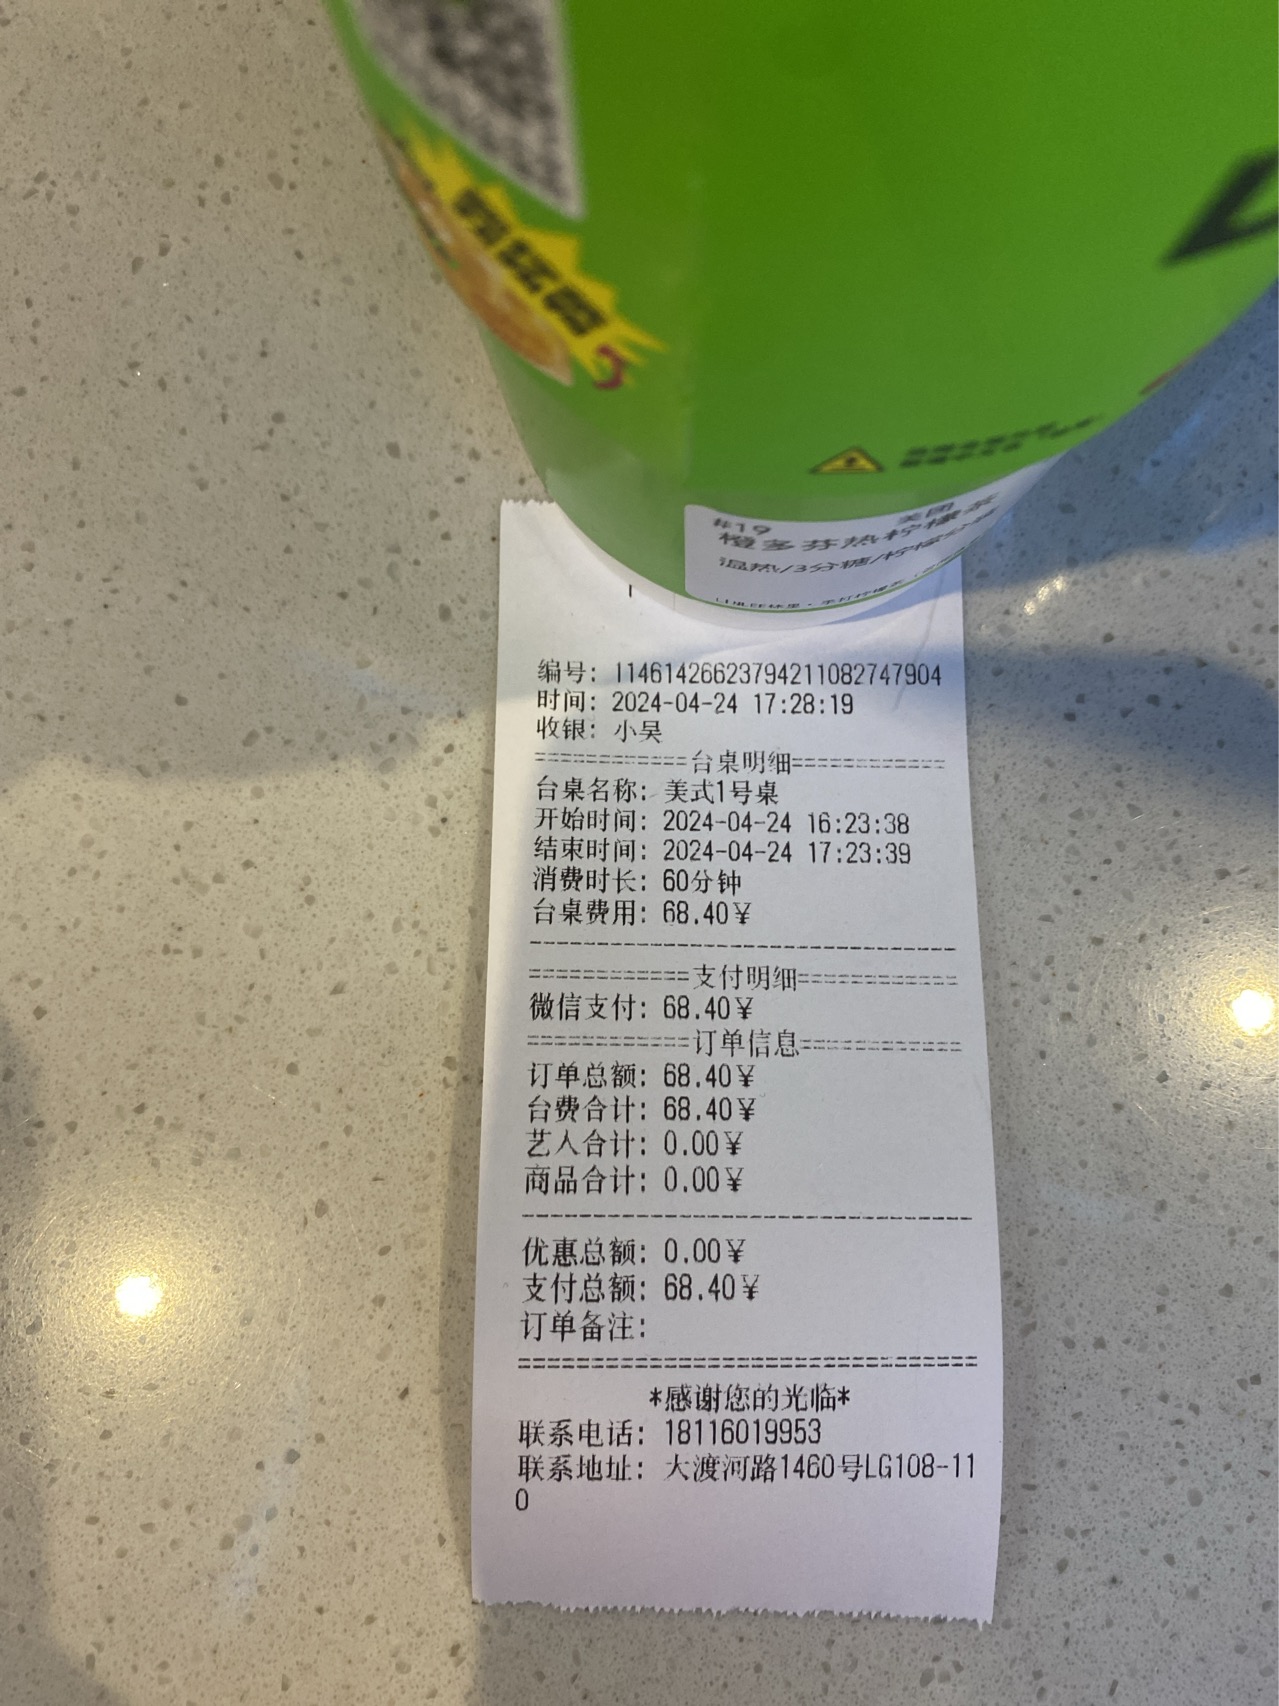 #19
美团
橙多芬热柠檬茶
温热/3分糖/柠檬
编号: I1461426623794211082747904
时间: 2024-04-24 17:28:19
收银: 小吴
============台桌明细============
台桌名称: 美式1号桌
开始时间: 2024-04-24 16:23:38
结束时间: 2024-04-24 17:23:39
消费时长: 60分钟
台桌费用: 68.40¥
--------------------------------
============支付明细============
微信支付: 68.40¥
============订单信息============
订单总额: 68.40¥
台费合计: 68.40¥
艺人合计: 0.00¥
商品合计: 0.00¥
--------------------------------
优惠总额: 0.00¥
支付总额: 68.40¥
订单备注:
================================
*感谢您的光临*
联系电话: 18116019953
联系地址: 大渡河路1460号LG108-11
0